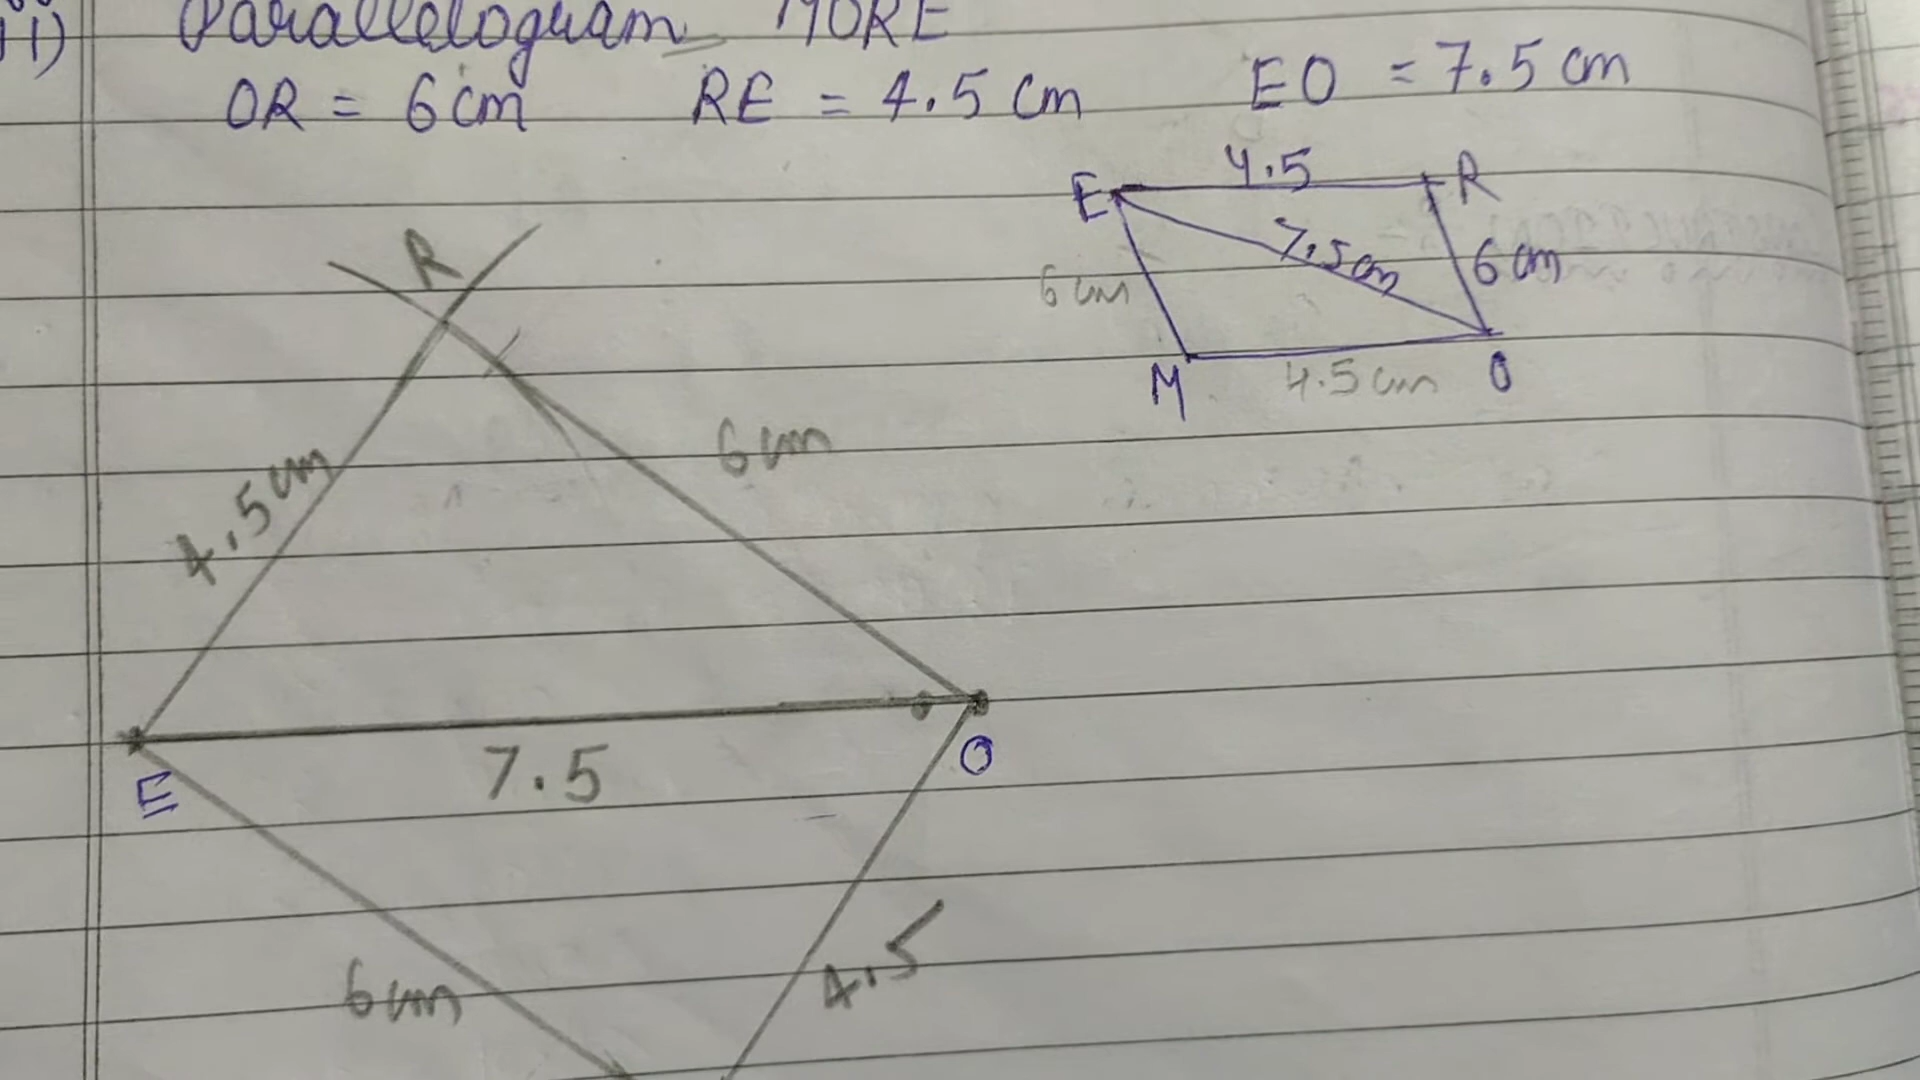 ii) Parallelogram MORE
OR = 6 cm RE = 4.5 cm EO = 7.5 cm
4.5
E R
7.5 cm
6 cm 6 cm
M 4.5 cm O
R
6 cm
4.5 cm
E 7.5 O
6 cm 4.5